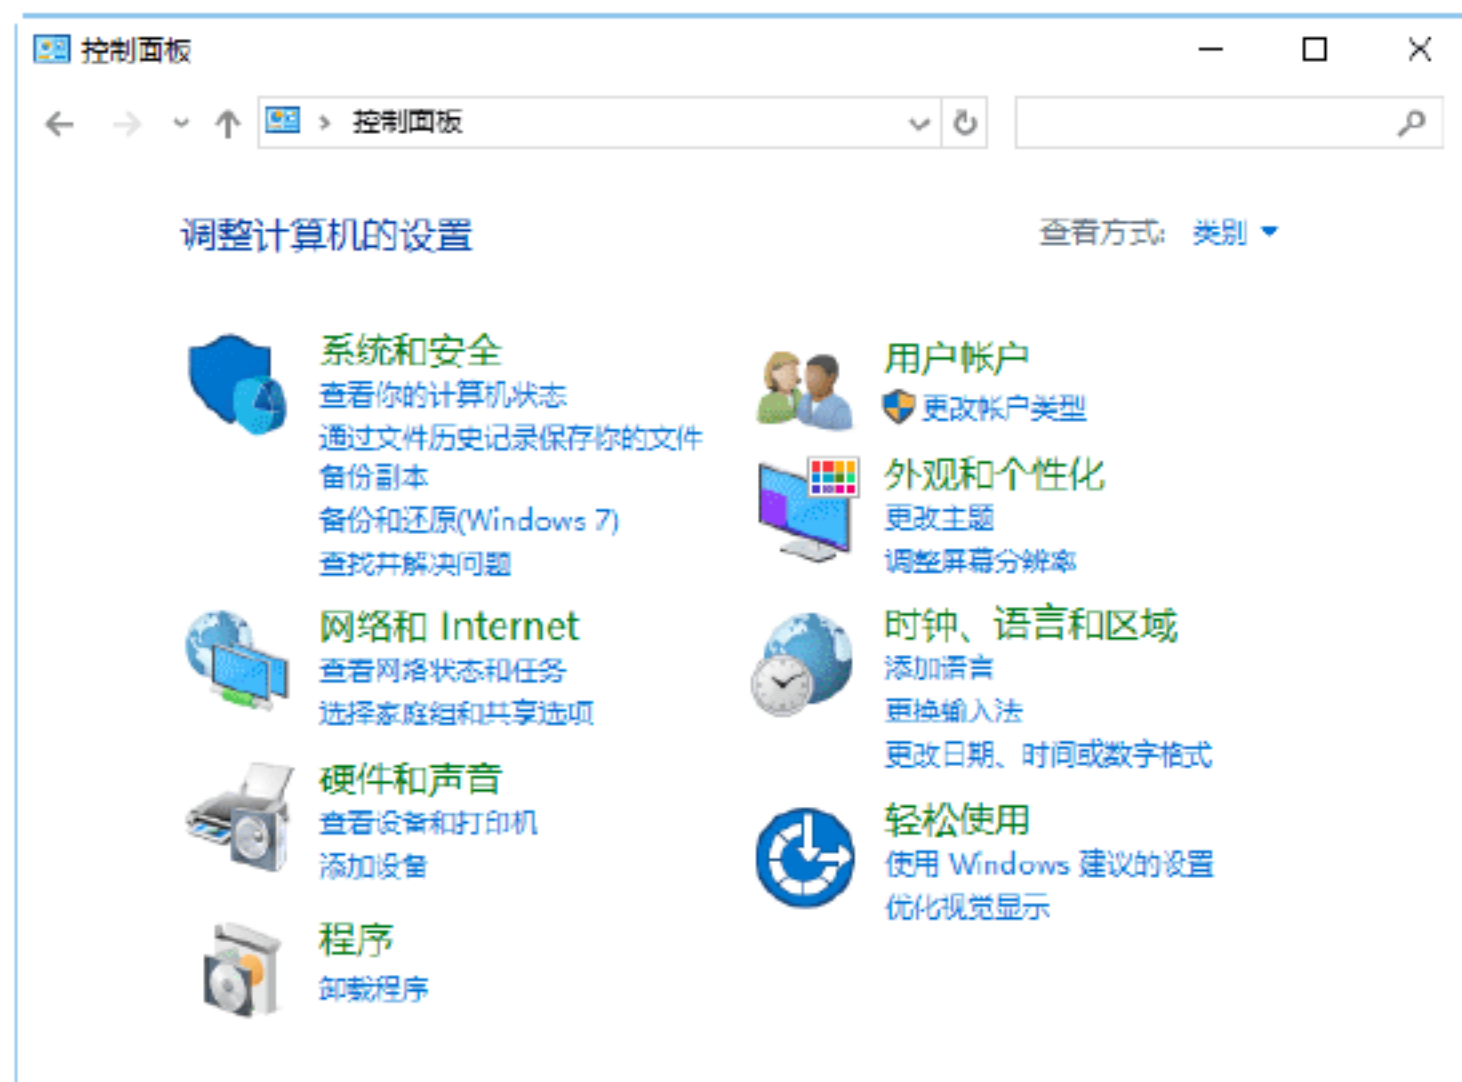 控制面板
控制面板
调整计算机的设置
查看方式: 类别
系统和安全
查看你的计算机状态
通过文件历史记录保存你的文件
备份副本
备份和还原(Windows 7)
查找并解决问题
网络和 Internet
查看网络状态和任务
选择家庭组和共享选项
硬件和声音
查看设备和打印机
添加设备
程序
卸载程序
用户帐户
更改帐户类型
外观和个性化
更改主题
调整屏幕分辨率
时钟、语言和区域
添加语言
更换输入法
更改日期、时间或数字格式
轻松使用
使用 Windows 建议的设置
优化视觉显示